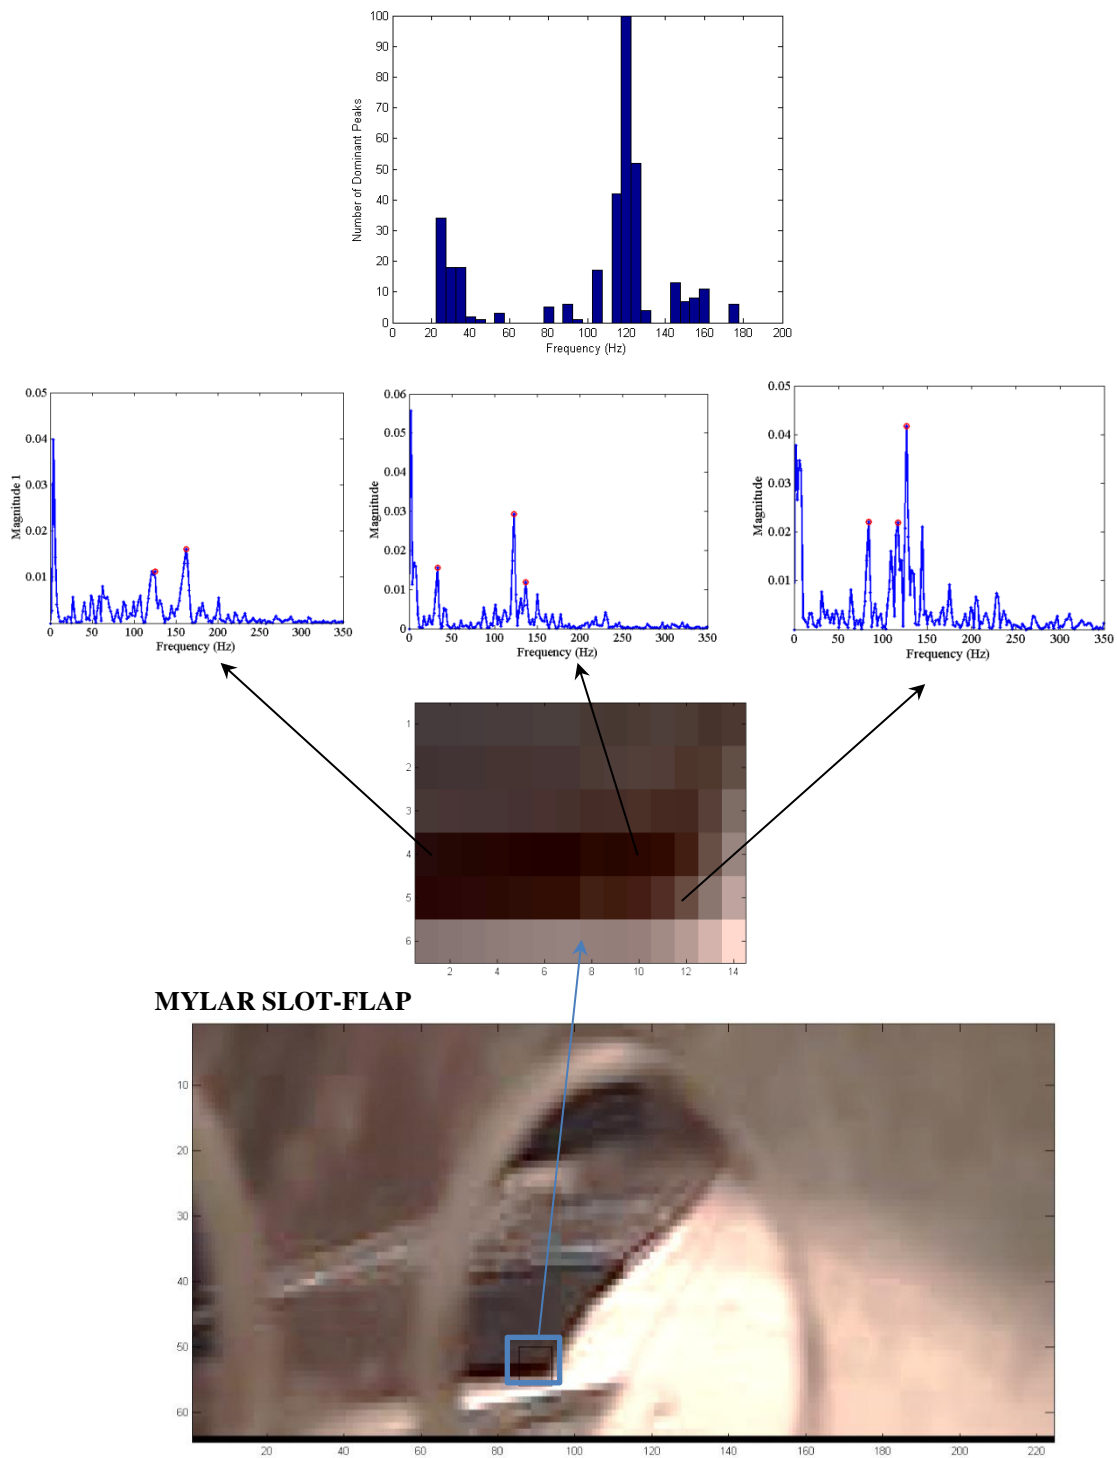 100
90
80
70
60
50
40
30
20
10
0
Number of Dominant Peaks
0 20 40 60 80 100 120 140 160 180 200
Frequency (Hz)
0.05
0.04
0.03
0.02
0.01
Magnitude 1
0 50 100 150 200 250 300 350
Frequency (Hz)
0.06
0.05
0.04
0.03
0.02
0.01
0
Magnitude
0 50 100 150 200 250 300 350
Frequency (Hz)
0.05
0.04
0.03
0.02
0.01
0
Magnitude
0 50 100 150 200 250 300 350
Frequency (Hz)
1
2
3
4
5
6
2 4 6 8 10 12 14
MYLAR SLOT-FLAP
10
20
30
40
50
60
20 40 60 80 100 120 140 160 180 200 220